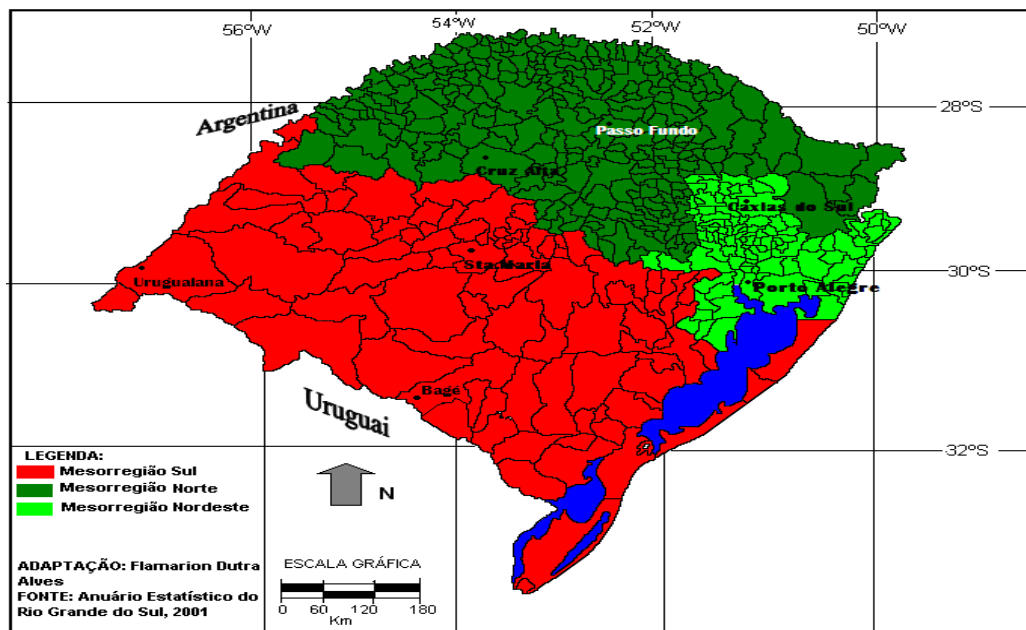 56ºW
54ºW
52ºW
50ºW
28ºS
30ºS
32ºS
Argentina
Passo Fundo
Cruz Alta
Caxias do Sul
Sta.Maria
Uruguaiana
Porto Alegre
Bagé
Uruguai
LEGENDA:
Mesorregião Sul
Mesorregião Norte
Mesorregião Nordeste
N
ADAPTAÇÃO: Flamarion Dutra
Alves
FONTE: Anuário Estatístico do
Rio Grande do Sul, 2001
ESCALA GRÁFICA
0 60 120 180
Km